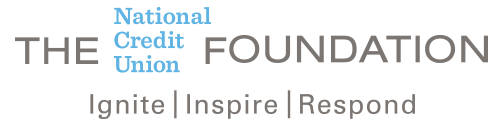 THE National Credit Union FOUNDATION
Ignite | Inspire | Respond